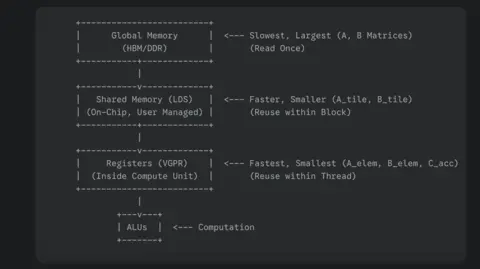 +-------------------------+
|      Global Memory      |  <--- Slowest, Largest (A, B Matrices)
|        (HBM/DDR)        |       (Read Once)
+-----------+-------------+
            |
+-----------v-------------+
|   Shared Memory (LDS)   |  <--- Faster, Smaller (A_tile, B_tile)
| (On-Chip, User Managed) |       (Reuse within Block)
+-----------+-------------+
            |
+-----------v-------------+
|     Registers (VGPR)    |  <--- Fastest, Smallest (A_elem, B_elem, C_acc)
|  (Inside Compute Unit)  |       (Reuse within Thread)
+-------------------------+
            |
        +---v---+
        | ALUs  |  <--- Computation
        +-------+